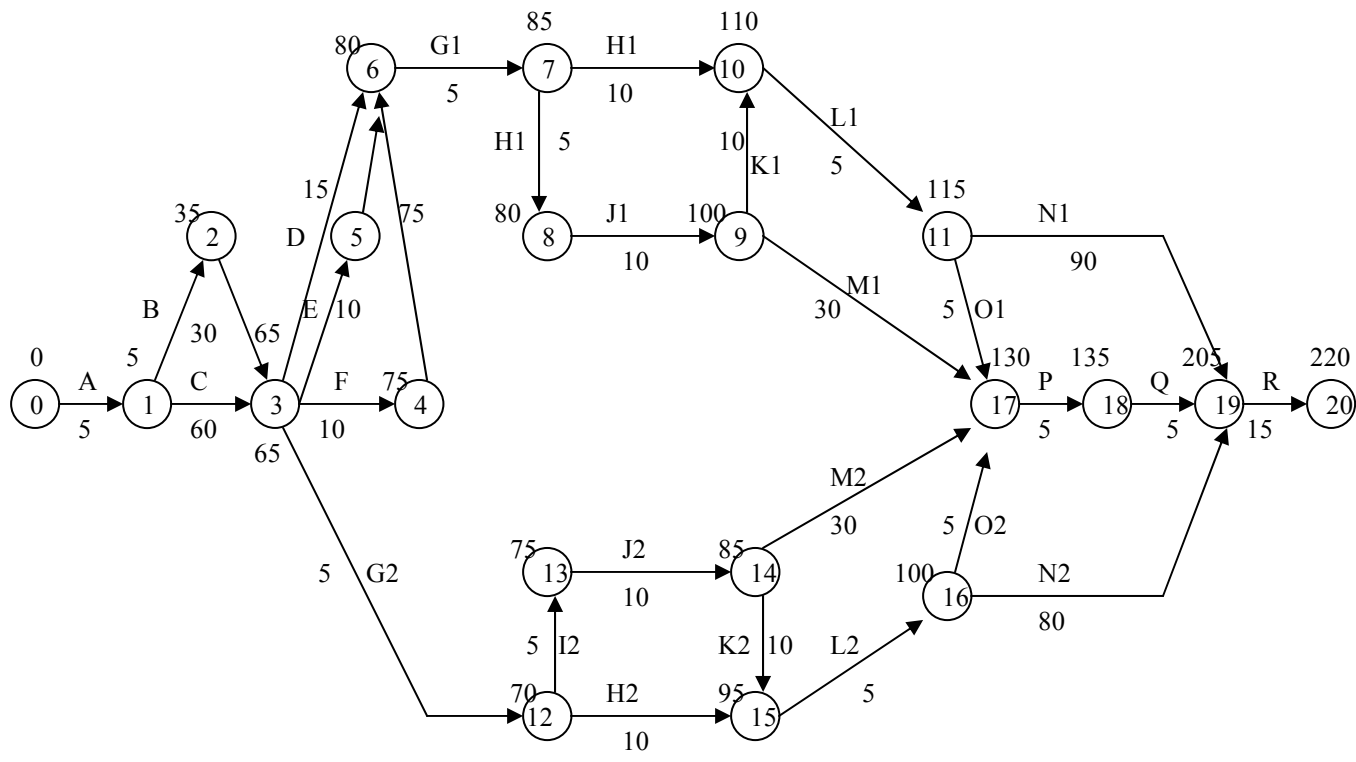 85 110
80 G1 H1
6 7 10
5 10
L1
H1 5 10
K1 5
15 115
35 75 80 J1 100 N1
2 D 5 8 9 11
10 90
M1
B E 10 30 5 O1
30 65
0 5 130 135 205 220
A C F 75 P Q R
0 1 3 4 17 18 19 20
5 60 10 5 5 15
65
M2
30 5 O2
75 J2 85
5 G2 13 14 100 N2
10 16
80
5 I2 K2 10 L2
70 H2 95 5
12 15
10